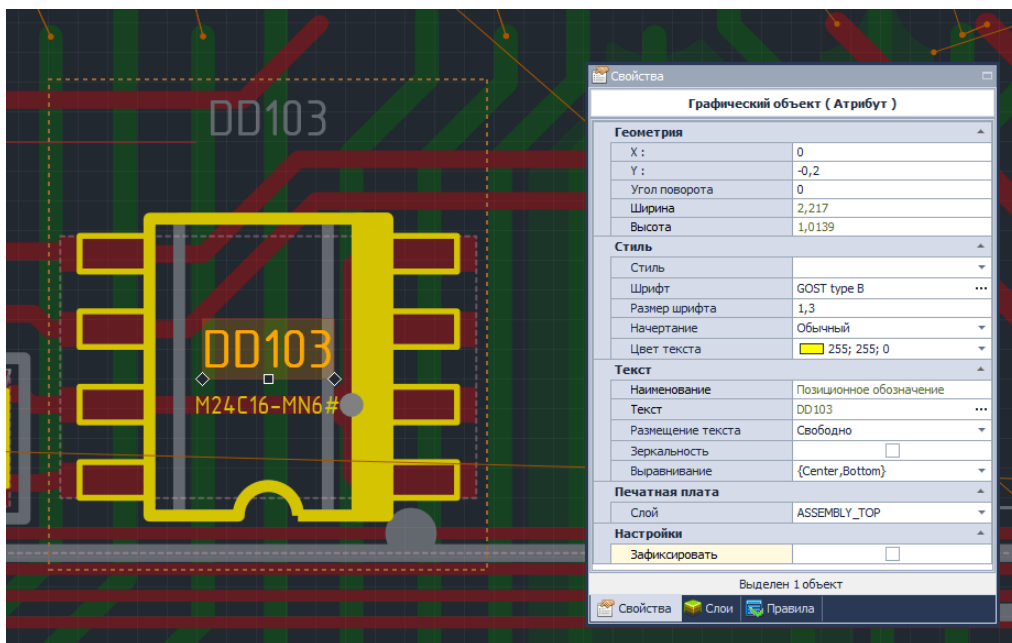 DD103
DD103
M24C16-MN6#
Свойства
Графический объект ( Атрибут )
Геометрия
X : 0
Y : -0,2
Угол поворота 0
Ширина 2,217
Высота 1,0139
Стиль
Стиль
Шрифт GOST type B ...
Размер шрифта 1,3
Начертание Обычный
Цвет текста 255; 255; 0
Текст
Наименование Позиционное обозначение
Текст DD103 ...
Размещение текста Свободно
Зеркальность
Выравнивание {Center,Bottom}
Печатная плата
Слой ASSEMBLY_TOP
Настройки
Зафиксировать
Выделен 1 объект
Свойства Слои Правила